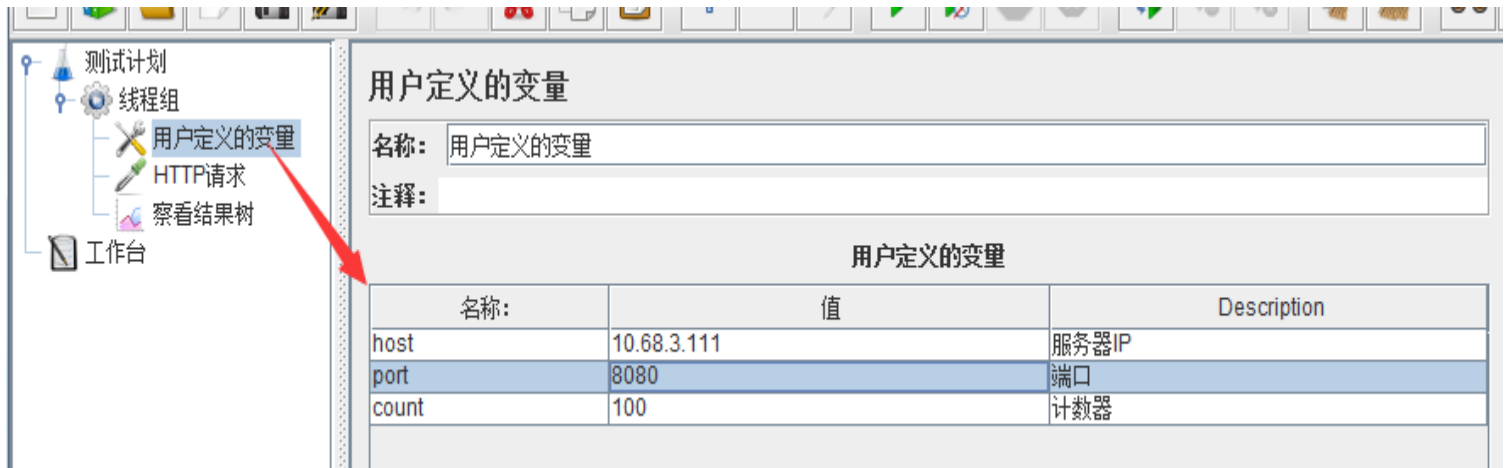 测试计划
线程组
用户定义的变量
HTTP请求
察看结果树
工作台
用户定义的变量
名称： 用户定义的变量
注释：
用户定义的变量
名称： 值 Description
host 10.68.3.111 服务器IP
port 8080 端口
count 100 计数器